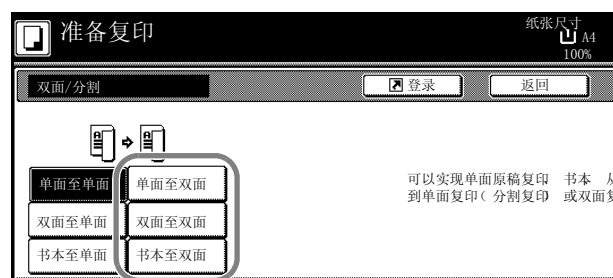 准备复印
纸张尺寸
A4
100%
双面/分割
登录
返回
单面至单面
单面至双面
双面至单面
双面至双面
书本至单面
书本至双面
可以实现单面原稿复印 书本
到单面复印( 分割复印 或双面